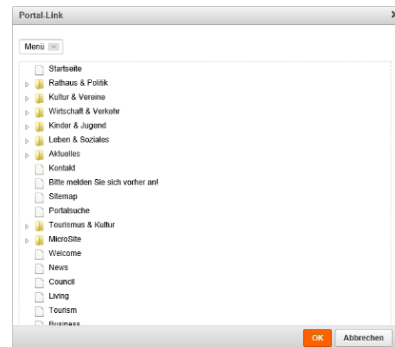 Portal-Link
Menü
Startseite
Rathaus & Politik
Kultur & Vereine
Wirtschaft & Verkehr
Kinder & Jugend
Leben & Soziales
Aktuelles
Kontakt
Bitte melden Sie sich vorher an!
Sitemap
Portalsuche
Tourismus & Kultur
MicroSite
Welcome
News
Council
Living
Tourism
Business
OK Abbrechen